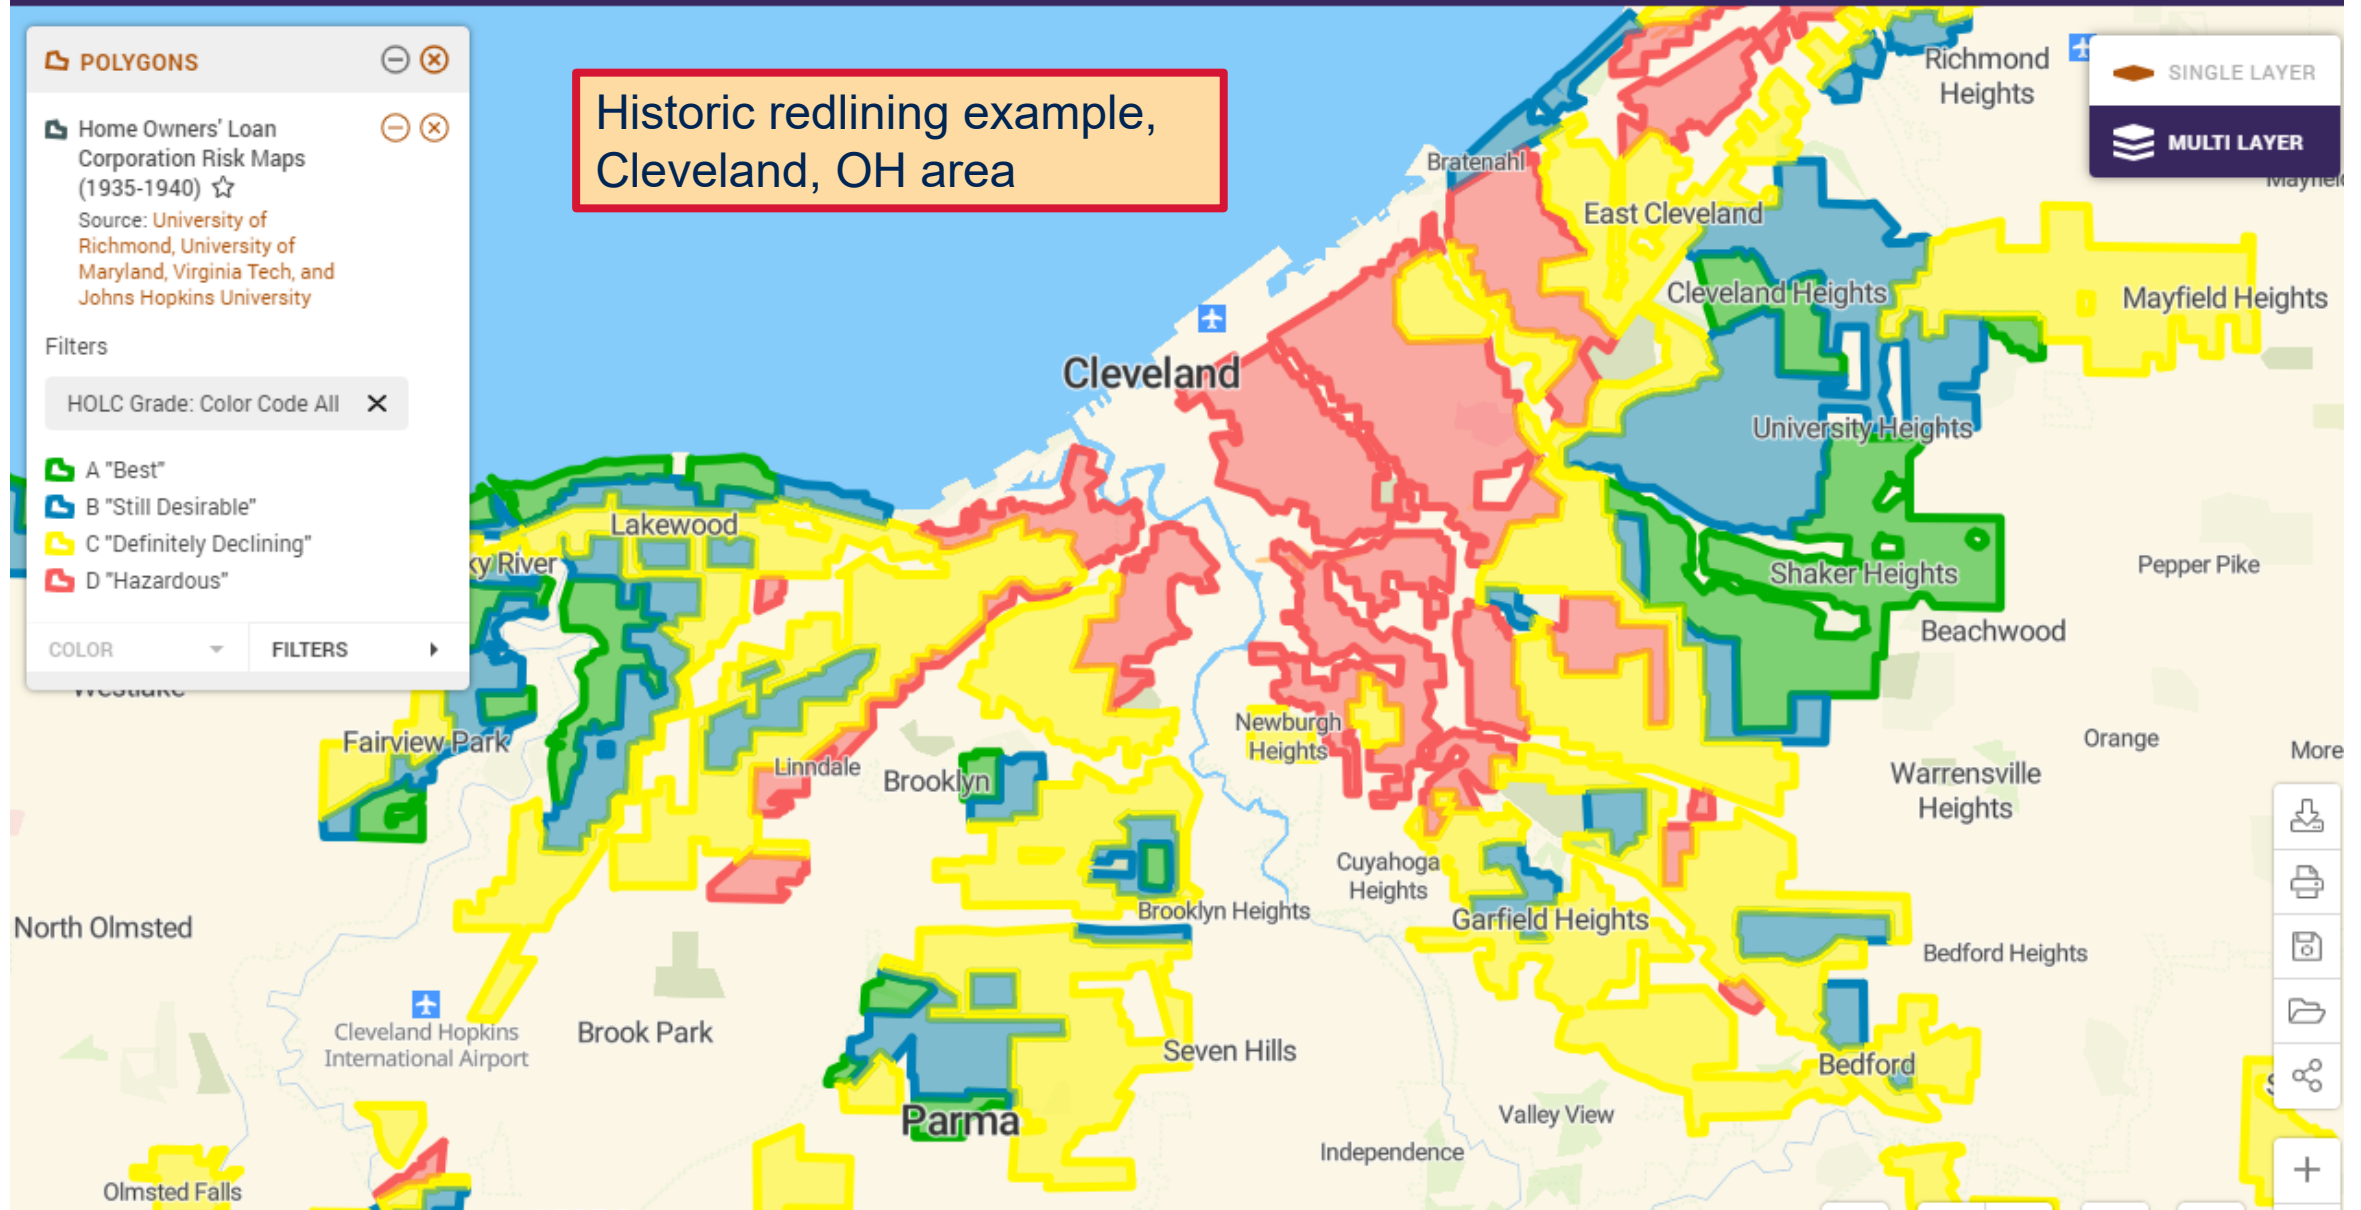 POLYGONS
Home Owners' Loan
Corporation Risk Maps
(1935-1940)
Source: University of
Richmond, University of
Maryland, Virginia Tech, and
Johns Hopkins University
Filters
HOLC Grade: Color Code All
A "Best"
B "Still Desirable"
C "Definitely Declining"
D "Hazardous"
COLOR
FILTERS
Historic redlining example,
Cleveland, OH area
SINGLE LAYER
MULTI LAYER
Richmond
Heights
Bratenahl
East Cleveland
Cleveland Heights
Mayfield Heights
Cleveland
University Heights
Lakewood
ky River
Shaker Heights
Pepper Pike
Beachwood
Westlake
Fairview Park
Newburgh
Heights
Orange
More
Linndale
Brooklyn
Warrensville
Heights
Cuyahoga
Heights
Brooklyn Heights
Garfield Heights
North Olmsted
Bedford Heights
Cleveland Hopkins
International Airport
Brook Park
Seven Hills
Bedford
Parma
Valley View
Independence
Olmsted Falls